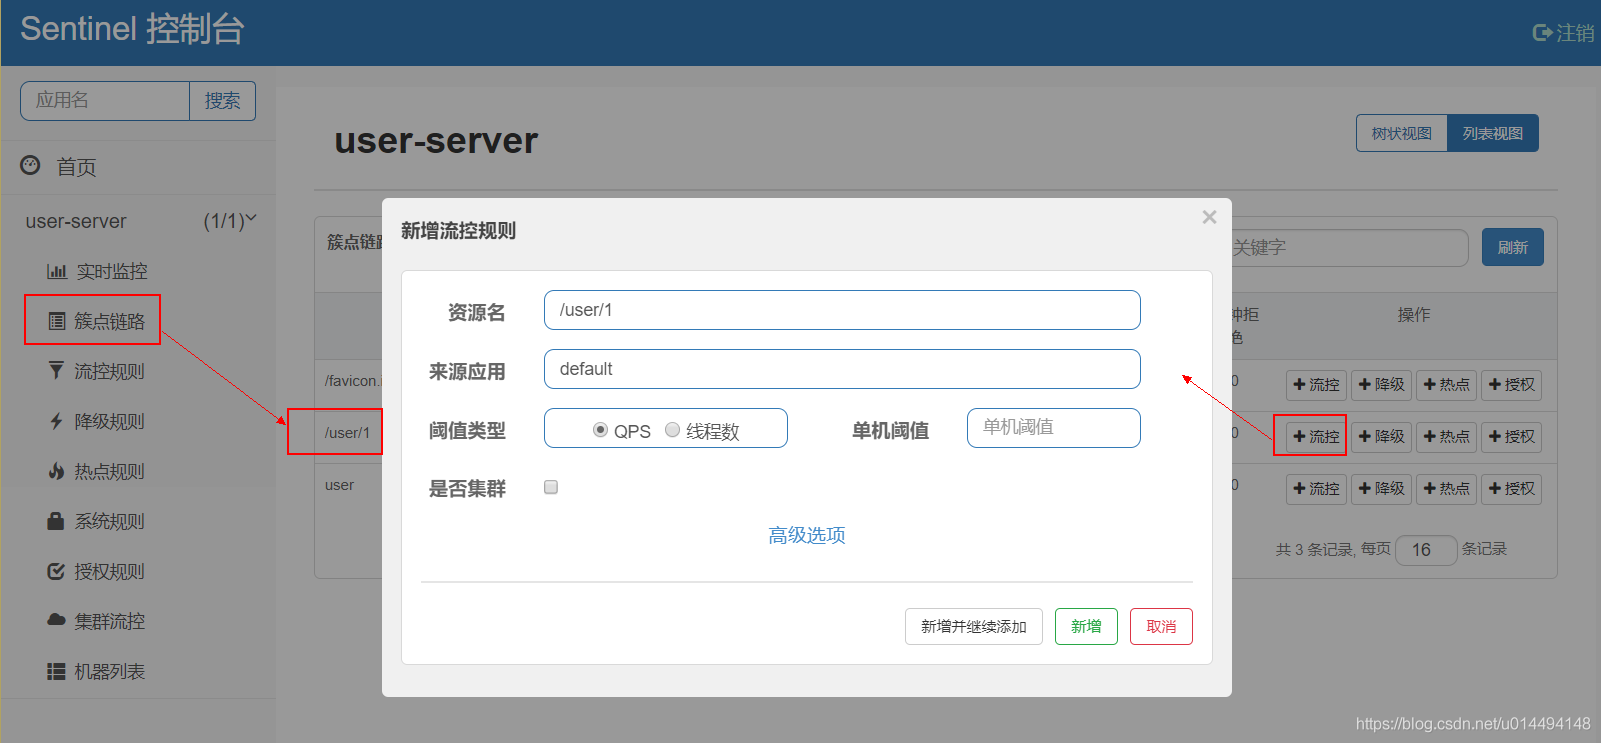 Sentinel 控制台
注销
应用名
搜索
首页
user-server
(1/1)
实时监控
簇点链路
流控规则
降级规则
热点规则
系统规则
授权规则
集群流控
机器列表
user-server
树状视图
列表视图
簇点链路
关键字
刷新
种拒
操作
/favicon.i
0
流控
降级
热点
授权
/user/1
0
流控
降级
热点
授权
user
0
流控
降级
热点
授权
共 3 条记录, 每页 16 条记录
新增流控规则
×
资源名
/user/1
来源应用
default
阈值类型
QPS
线程数
单机阈值
单机阈值
是否集群
高级选项
新增并继续添加
新增
取消
https://blog.csdn.net/u014494148